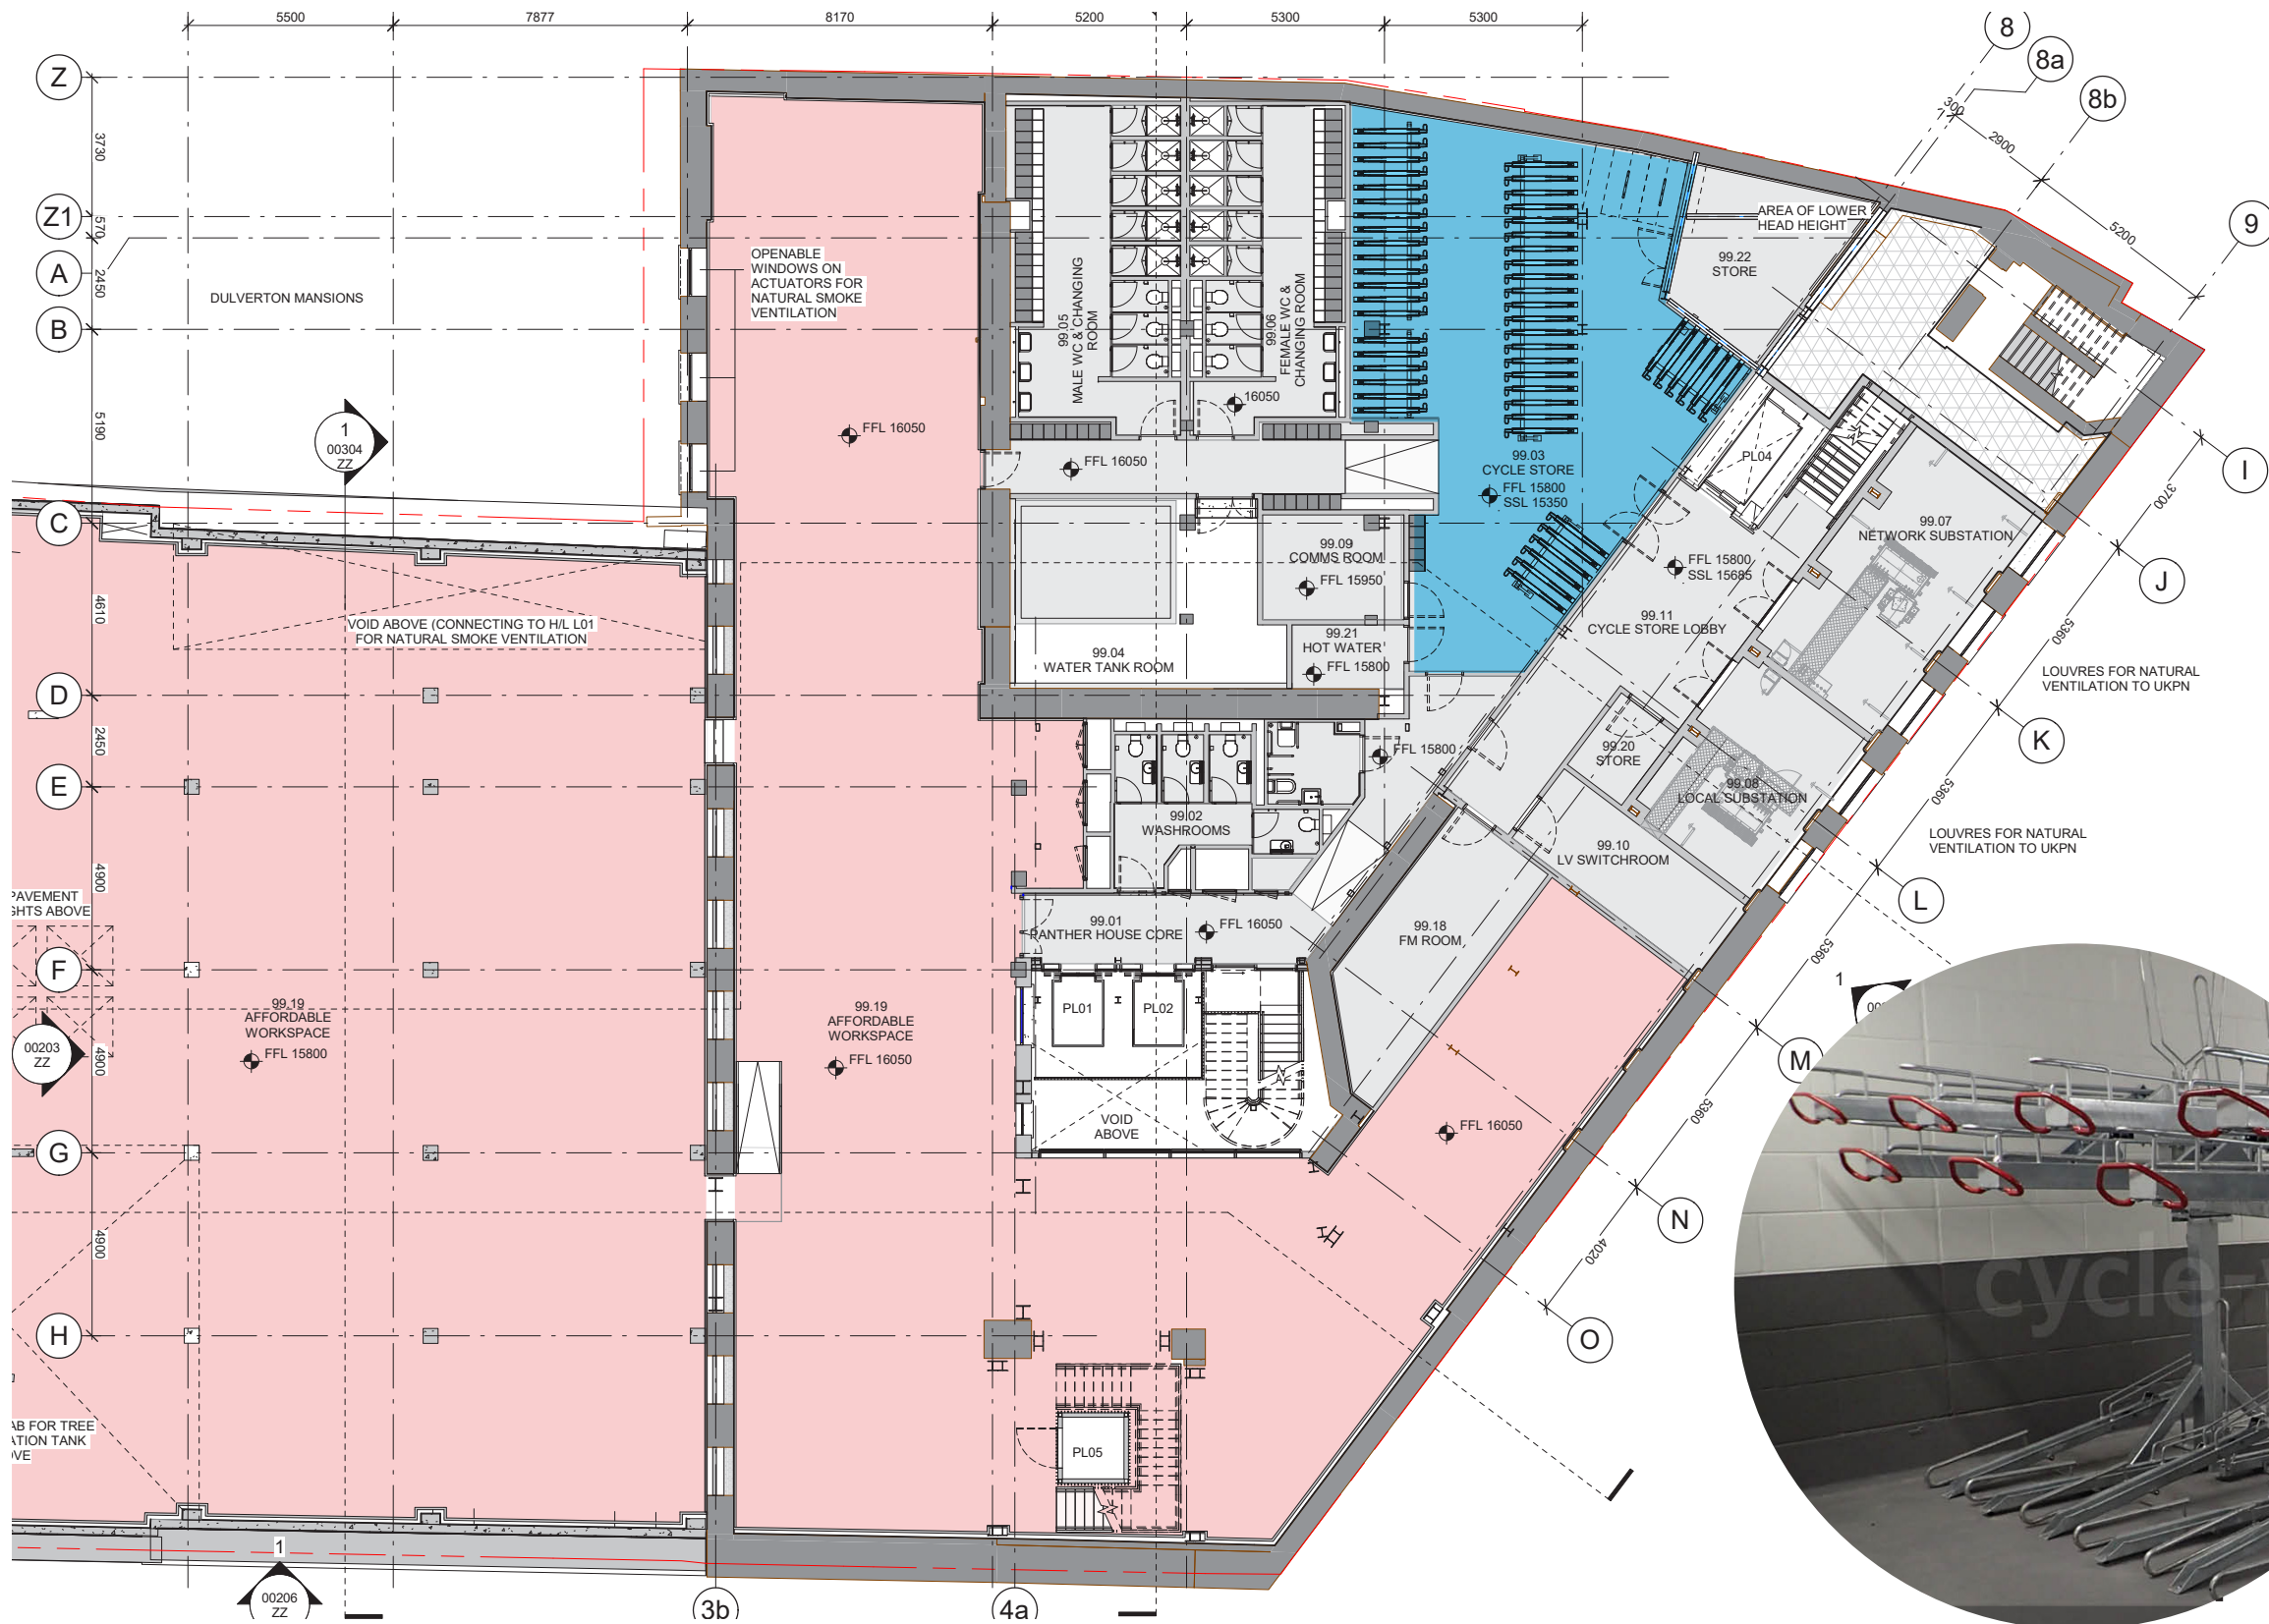 5500
7877
8170
5200
5300
5300
8
8a
8b
9
Z
Z1
A
B
C
D
E
F
G
H
3730
570
2450
5190
4610
2450
4900
4900
4900
300
2900
5200
I
J
K
L
M
N
O
3700
5360
5360
5360
5360
4020
DULVERTON MANSIONS
OPENABLE
WINDOWS ON
ACTUATORS FOR
NATURAL SMOKE
VENTILATION
FFL 16050
99.05
MALE WC & CHANGING
ROOM
99.06
FEMALE WC &
CHANGING ROOM
16050
FFL 16050
AREA OF LOWER
HEAD HEIGHT
99.22
STORE
99.03
CYCLE STORE
FFL 15800
SSL 15350
PL04
99.07
NETWORK SUBSTATION
FFL 15800
SSL 15685
99.11
CYCLE STORE LOBBY
99.09
COMMS ROOM
FFL 15950
99.21
HOT WATER
FFL 15800
99.04
WATER TANK ROOM
1
00304
ZZ
VOID ABOVE (CONNECTING TO H/L L01
FOR NATURAL SMOKE VENTILATION
LOUVRES FOR NATURAL
VENTILATION TO UKPN
LOUVRES FOR NATURAL
VENTILATION TO UKPN
FFL 15800
99.20
STORE
99.08
LOCAL SUBSTATION
99.10
LV SWITCHROOM
99.02
WASHROOMS
99.01
PANTHER HOUSE CORE
FFL 16050
99.18
FM ROOM
PAVEMENT
GHTS ABOVE
99.19
AFFORDABLE
WORKSPACE
FFL 15800
99.19
AFFORDABLE
WORKSPACE
FFL 16050
PL01
PL02
VOID
ABOVE
FFL 16050
00203
ZZ
1
AB FOR TREE
ATION TANK
OVE
PL05
1
00206
ZZ
3b
4a
cycle-